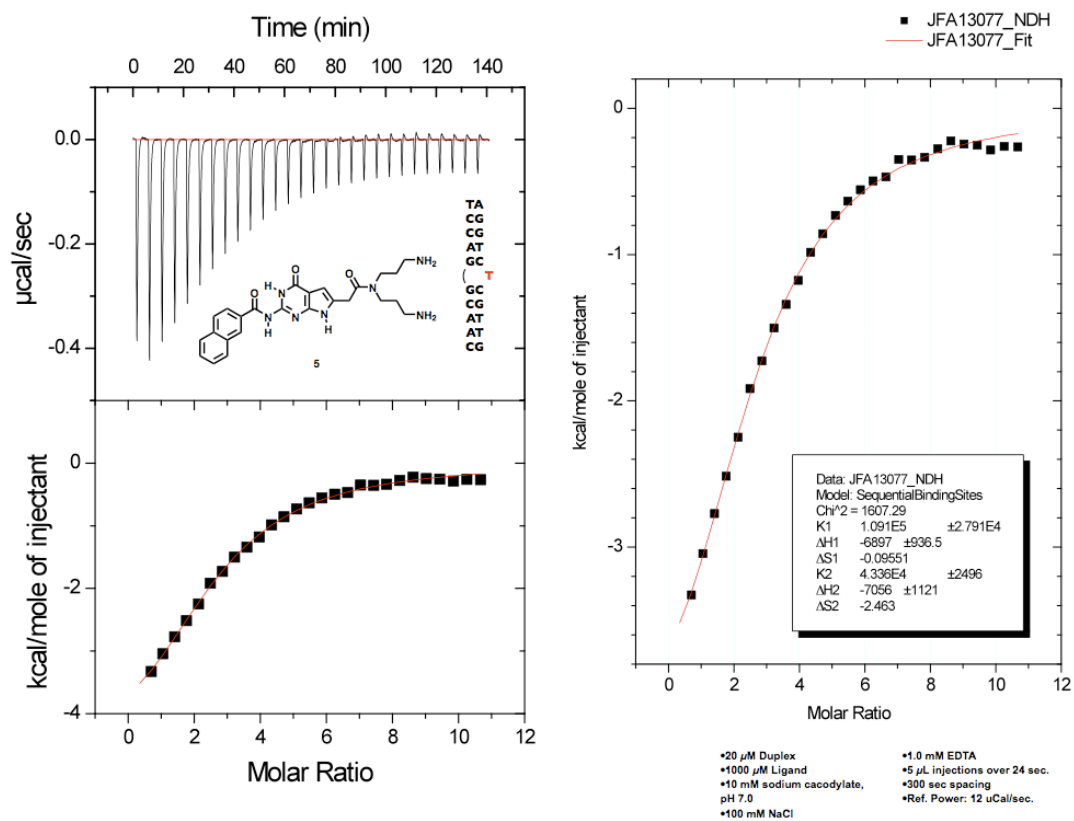 Time (min)
0 20 40 60 80 100 120 140
0.0
-0.2
-0.4
µcal/sec
O
N
H
N
H
O
N
N
H
O
N
NH2
NH2
5
TA
CG
CG
AT
GC
( T
GC
CG
AT
AT
CG
0
-2
-4
kcal/mole of injectant
0 2 4 6 8 10 12
Molar Ratio
JFA13077_NDH
JFA13077_Fit
0
-1
-2
-3
kcal/mole of injectant
Data: JFA13077_NDH
Model: SequentialBindingSites
Chi^2 = 1607.29
K1 1.091E5 ±2.791E4
ΔH1 -6897 ±936.5
ΔS1 -0.09551
K2 4.336E4 ±2496
ΔH2 -7056 ±1121
ΔS2 -2.463
0 2 4 6 8 10 12
Molar Ratio
•20 µM Duplex
•1000 µM Ligand
•10 mM sodium cacodylate,
pH 7.0
•100 mM NaCl
•1.0 mM EDTA
•5 µL injections over 24 sec.
•300 sec spacing
•Ref. Power: 12 uCal/sec.